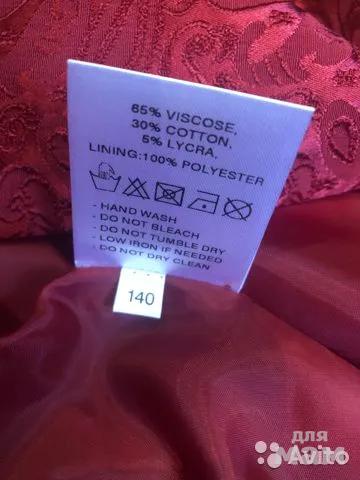 65% VISCOSE,
30% COTTON,
5% LYCRA,
LINING:100% POLYESTER
- HAND WASH
- DO NOT BLEACH
- DO NOT TUMBLE DRY
- LOW IRON IF NEEDED
- DO NOT DRY CLEAN
140
для
Avito